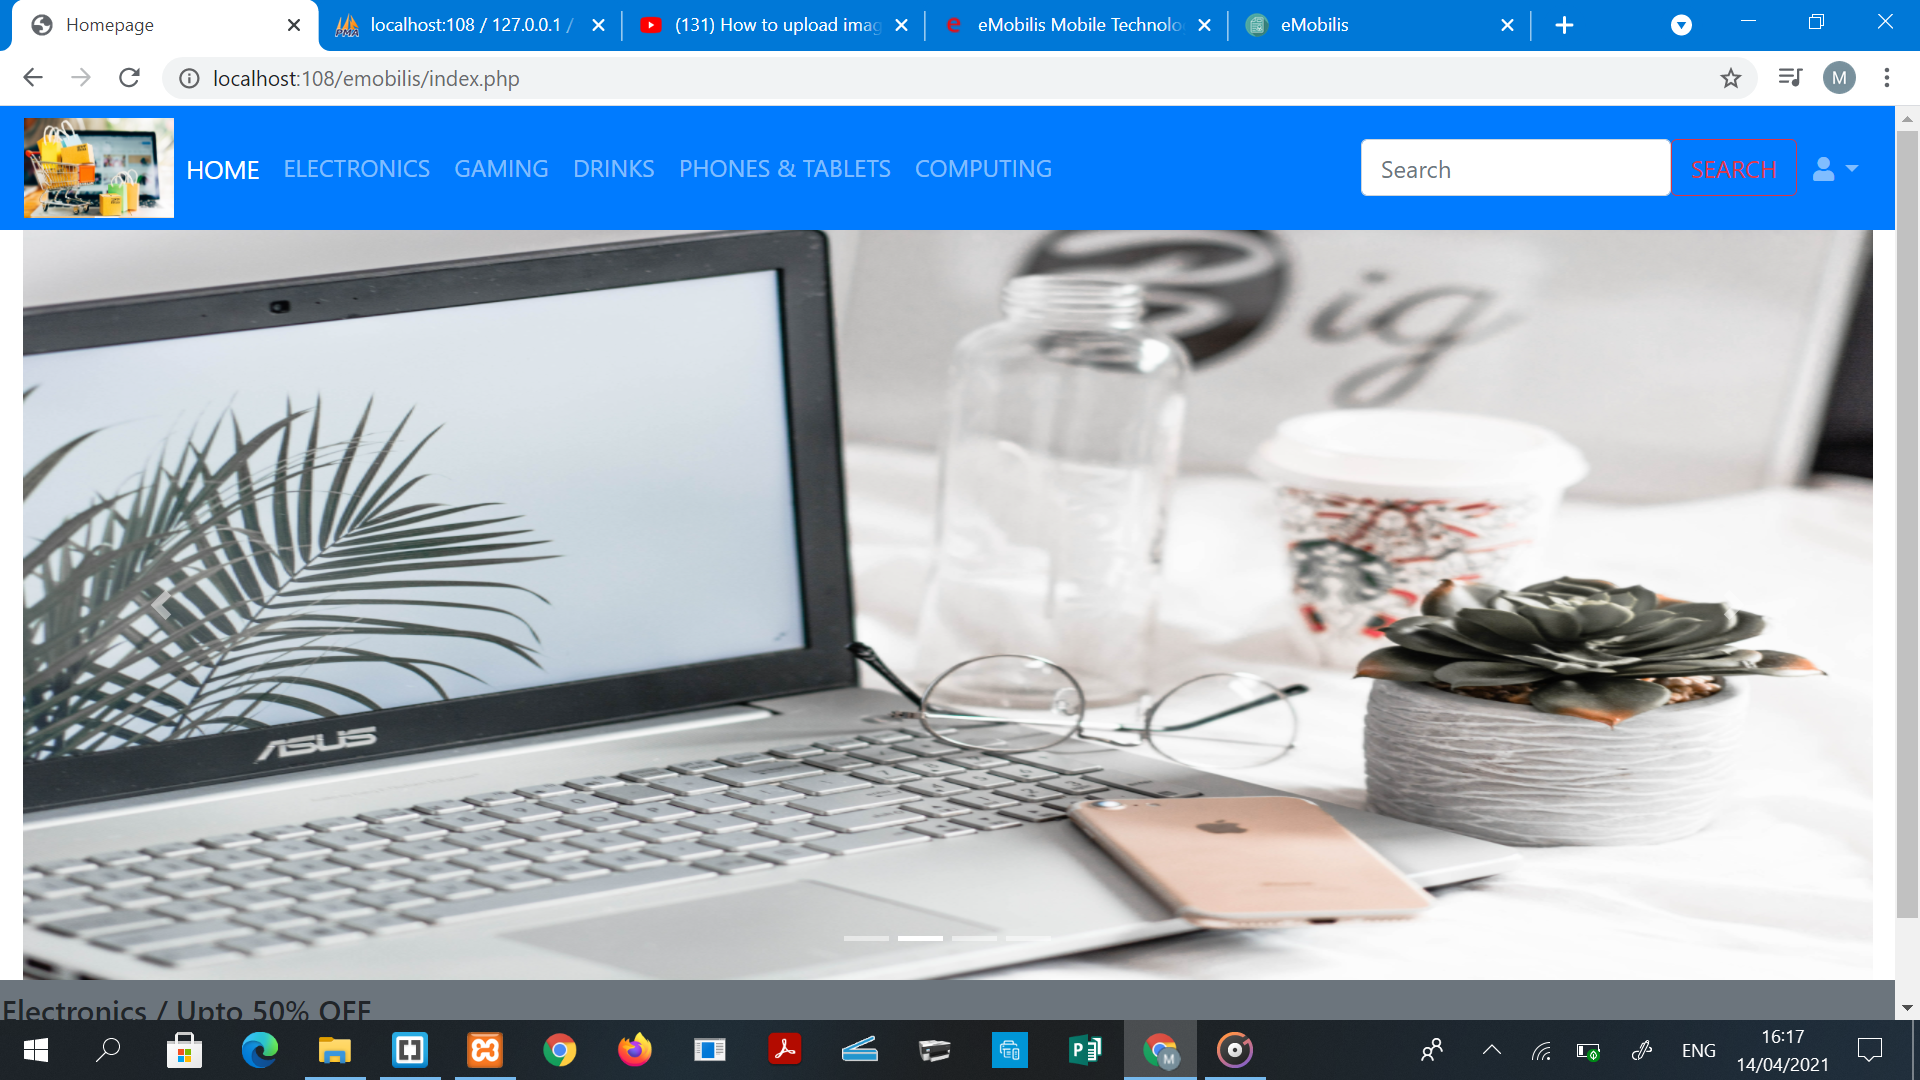 Homepage
localhost:108 / 127.0.0.1 /
(131) How to upload imag
eMobilis Mobile Technolo
eMobilis
localhost:108/emobilis/index.php
M
HOME
ELECTRONICS
GAMING
DRINKS
PHONES & TABLETS
COMPUTING
Search
SEARCH
ig
ASUS
Electronics / Upto 50% OFF
ENG
16:17
14/04/2021